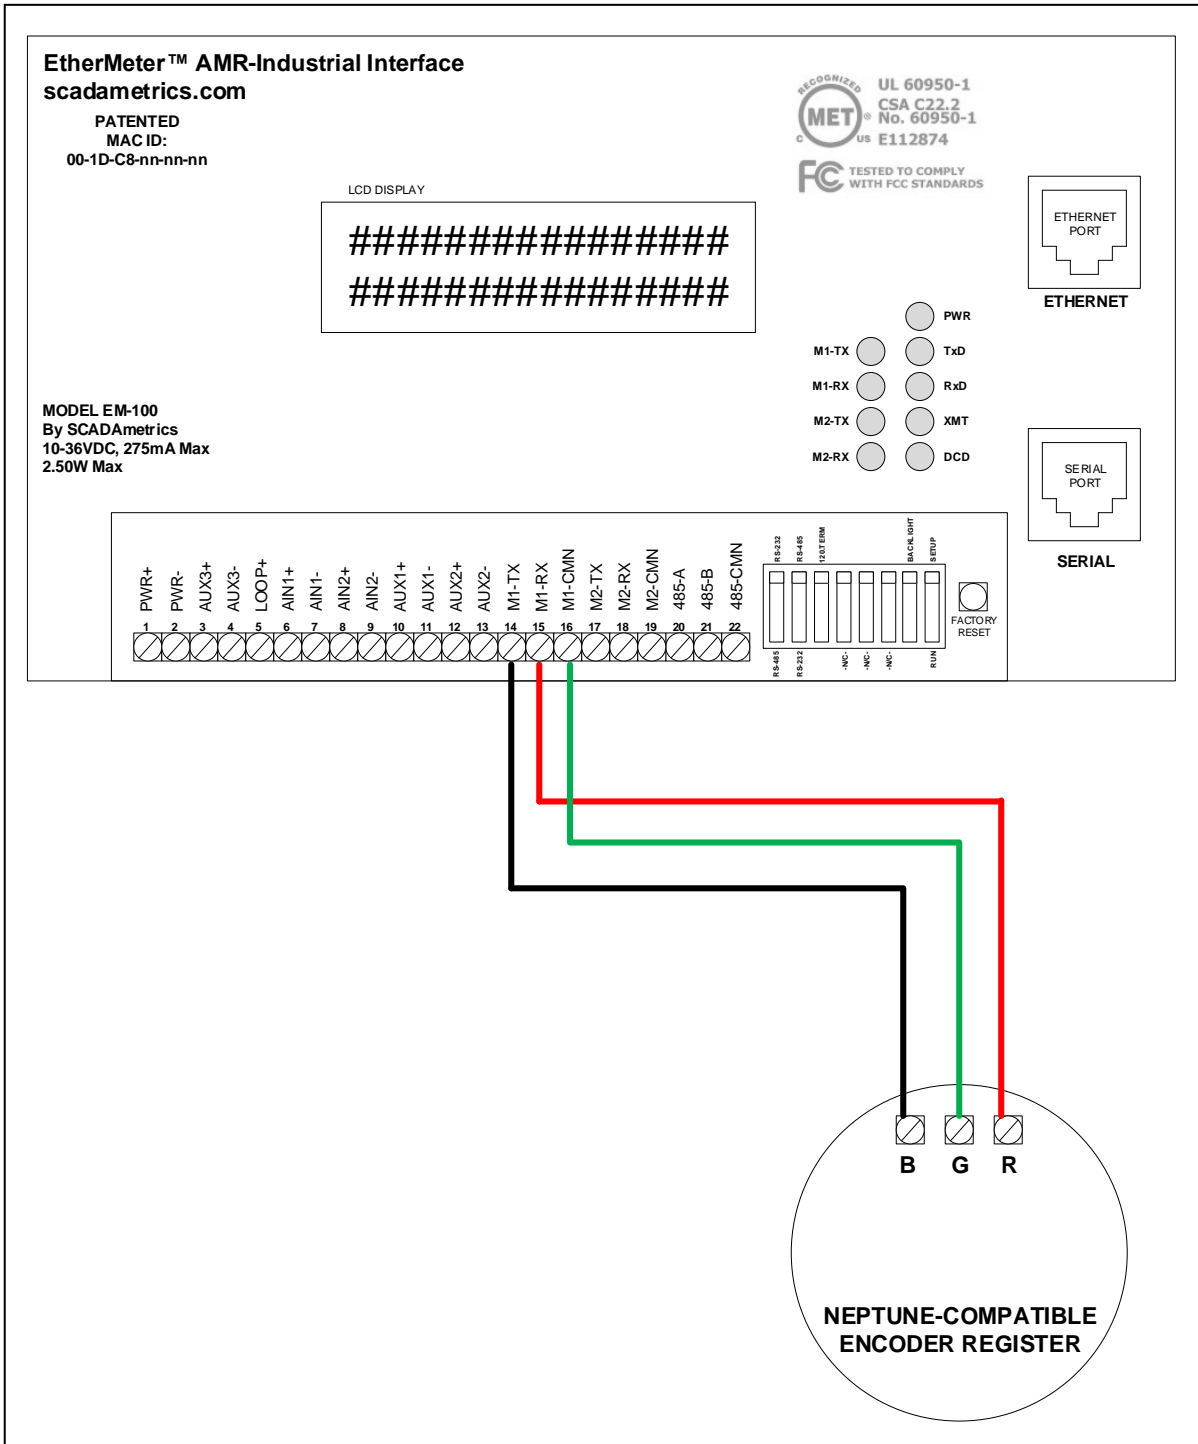 EtherMeter™ AMR-Industrial Interface
scadametrics.com
PATENTED
MAC ID:
00-1D-C8-nn-nn-nn
RECOGNIZED
MET
®
C
US
UL 60950-1
CSA C22.2
No. 60950-1
E112874
FC TESTED TO COMPLY
WITH FCC STANDARDS
LCD DISPLAY
################
################
ETHERNET
PORT
ETHERNET
PWR
M1-TX TxD
M1-RX RxD
M2-TX XMT
M2-RX DCD
MODEL EM-100
By SCADAmetrics
10-36VDC, 275mA Max
2.50W Max
SERIAL
PORT
SERIAL
PWR+ PWR- AUX3+ AUX3- LOOP+ AIN1+ AIN1- AIN2+ AIN2- AUX1+ AUX1- AUX2+ AUX2- M1-TX M1-RX M1-CMN M2-TX M2-RX M2-CMN 485-A 485-B 485-CMN
1 2 3 4 5 6 7 8 9 10 11 12 13 14 15 16 17 18 19 20 21 22
RS-232 RS-485 120.TERM BACKLIGHT SETUP
FACTORY
RESET
RS-485 RS-232 -N/C- -N/C- -N/C- RUN
B G R
NEPTUNE-COMPATIBLE
ENCODER REGISTER